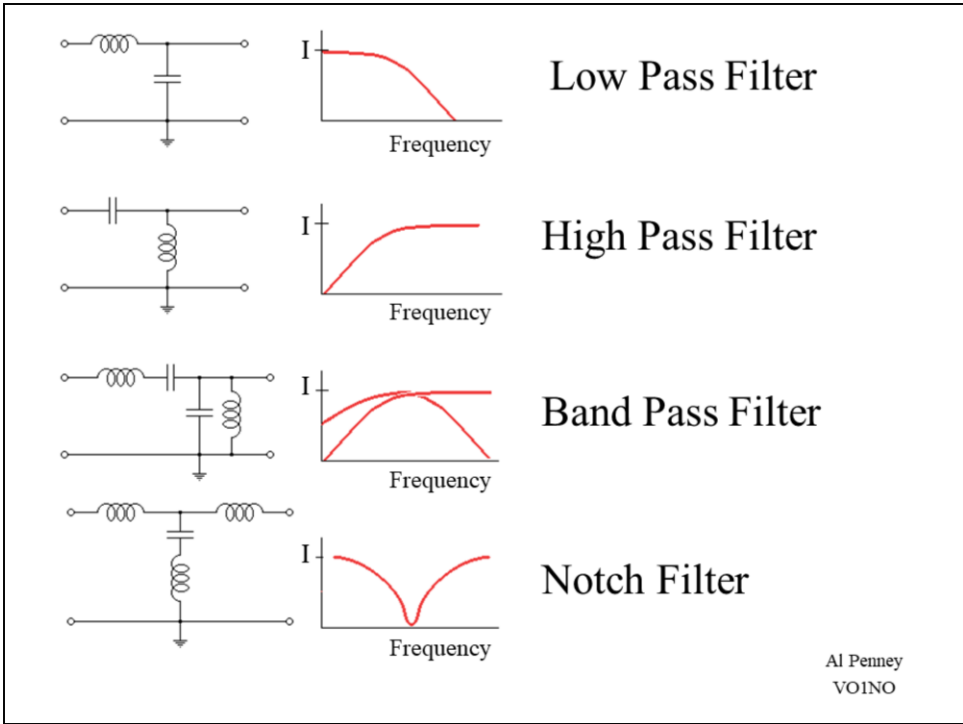 I
Low Pass Filter
Frequency
I
High Pass Filter
Frequency
I
Band Pass Filter
Frequency
I
Notch Filter
Frequency
Al Penney
VO1NO